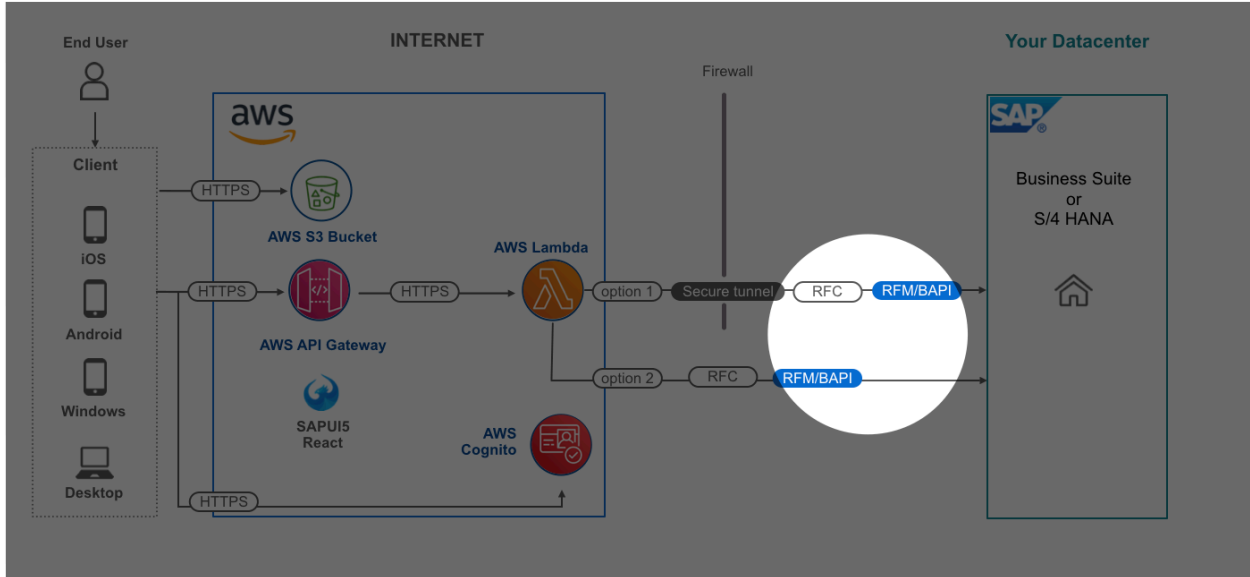 End User
INTERNET
Your Datacenter
Firewall
aws
SAP®
Client
HTTPS
Business Suite
or
S/4 HANA
AWS S3 Bucket
AWS Lambda
iOS
HTTPS
HTTPS
option 1
Secure tunnel
RFC
RFM/BAPI
Android
AWS API Gateway
option 2
RFC
RFM/BAPI
Windows
SAPUI5
React
AWS
Cognito
Desktop
HTTPS